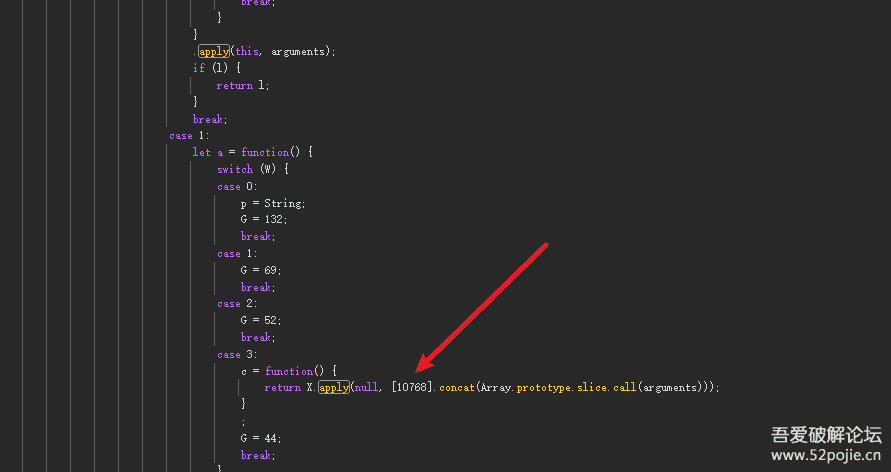 break;
}
}
.apply(this, arguments);
if (l) {
return l;
}
break;
case 1:
let a = function() {
switch (W) {
case 0:
p = String;
G = 132;
break;
case 1:
G = 69;
break;
case 2:
G = 52;
break;
case 3:
c = function() {
return X.apply(null, [10768].concat(Array.prototype.slice.call(arguments)));
}
;
G = 44;
break;
}
吾爱破解论坛
www.52pojie.cn